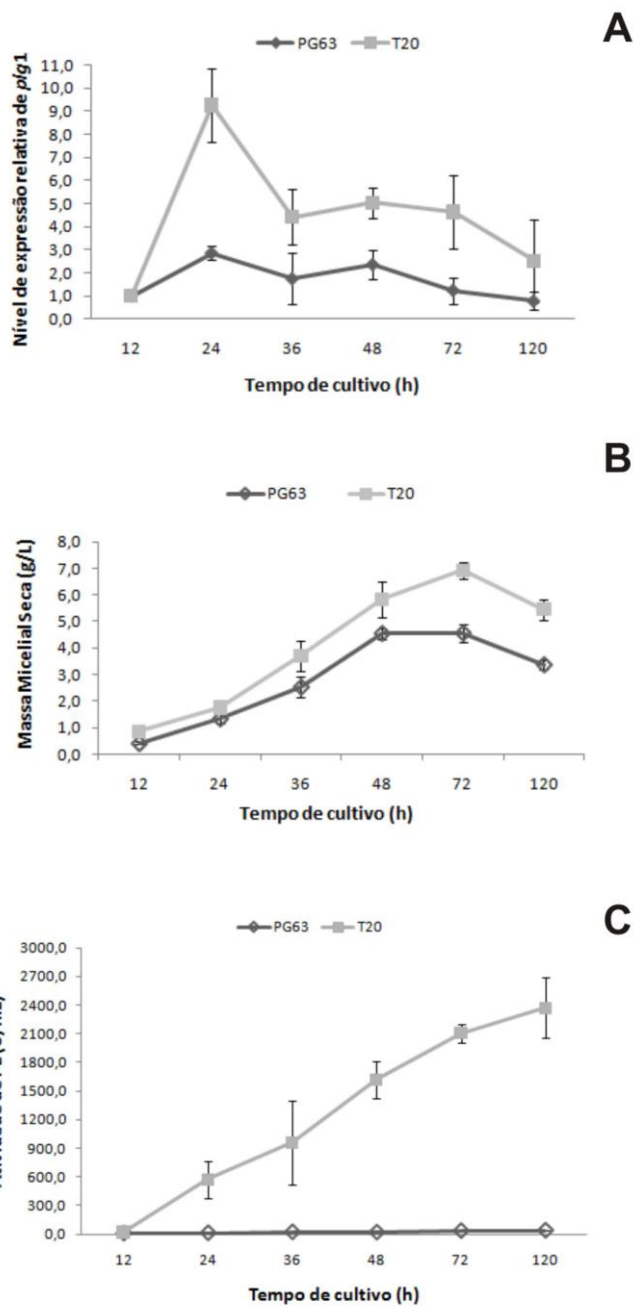 A
PG63 T20
Nível de expressão relativa de plg1
11,0
10,0
9,0
8,0
7,0
6,0
5,0
4,0
3,0
2,0
1,0
0,0
12 24 36 48 72 120
Tempo de cultivo (h)
B
PG63 T20
Massa Micelial Seca (g/L)
8,0
7,0
6,0
5,0
4,0
3,0
2,0
1,0
0,0
12 24 36 48 72 120
Tempo de cultivo (h)
C
PG63 T20
3000,0
2700,0
2400,0
2100,0
1800,0
1500,0
1200,0
900,0
600,0
300,0
0,0
12 24 36 48 72 120
Tempo de cultivo (h)